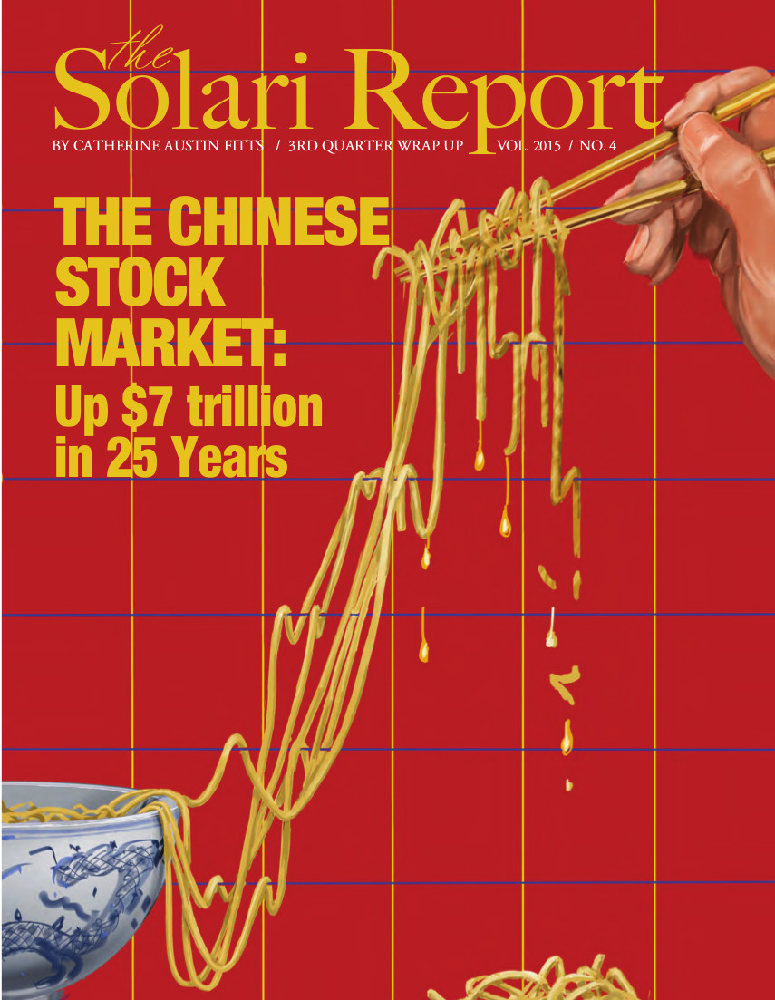 the
Solari Report
BY CATHERINE AUSTIN FITTS / 3RD QUARTER WRAP UP VOL. 2015 / NO. 4
THE CHINESE
STOCK
MARKET:
Up $7 trillion
in 25 Years